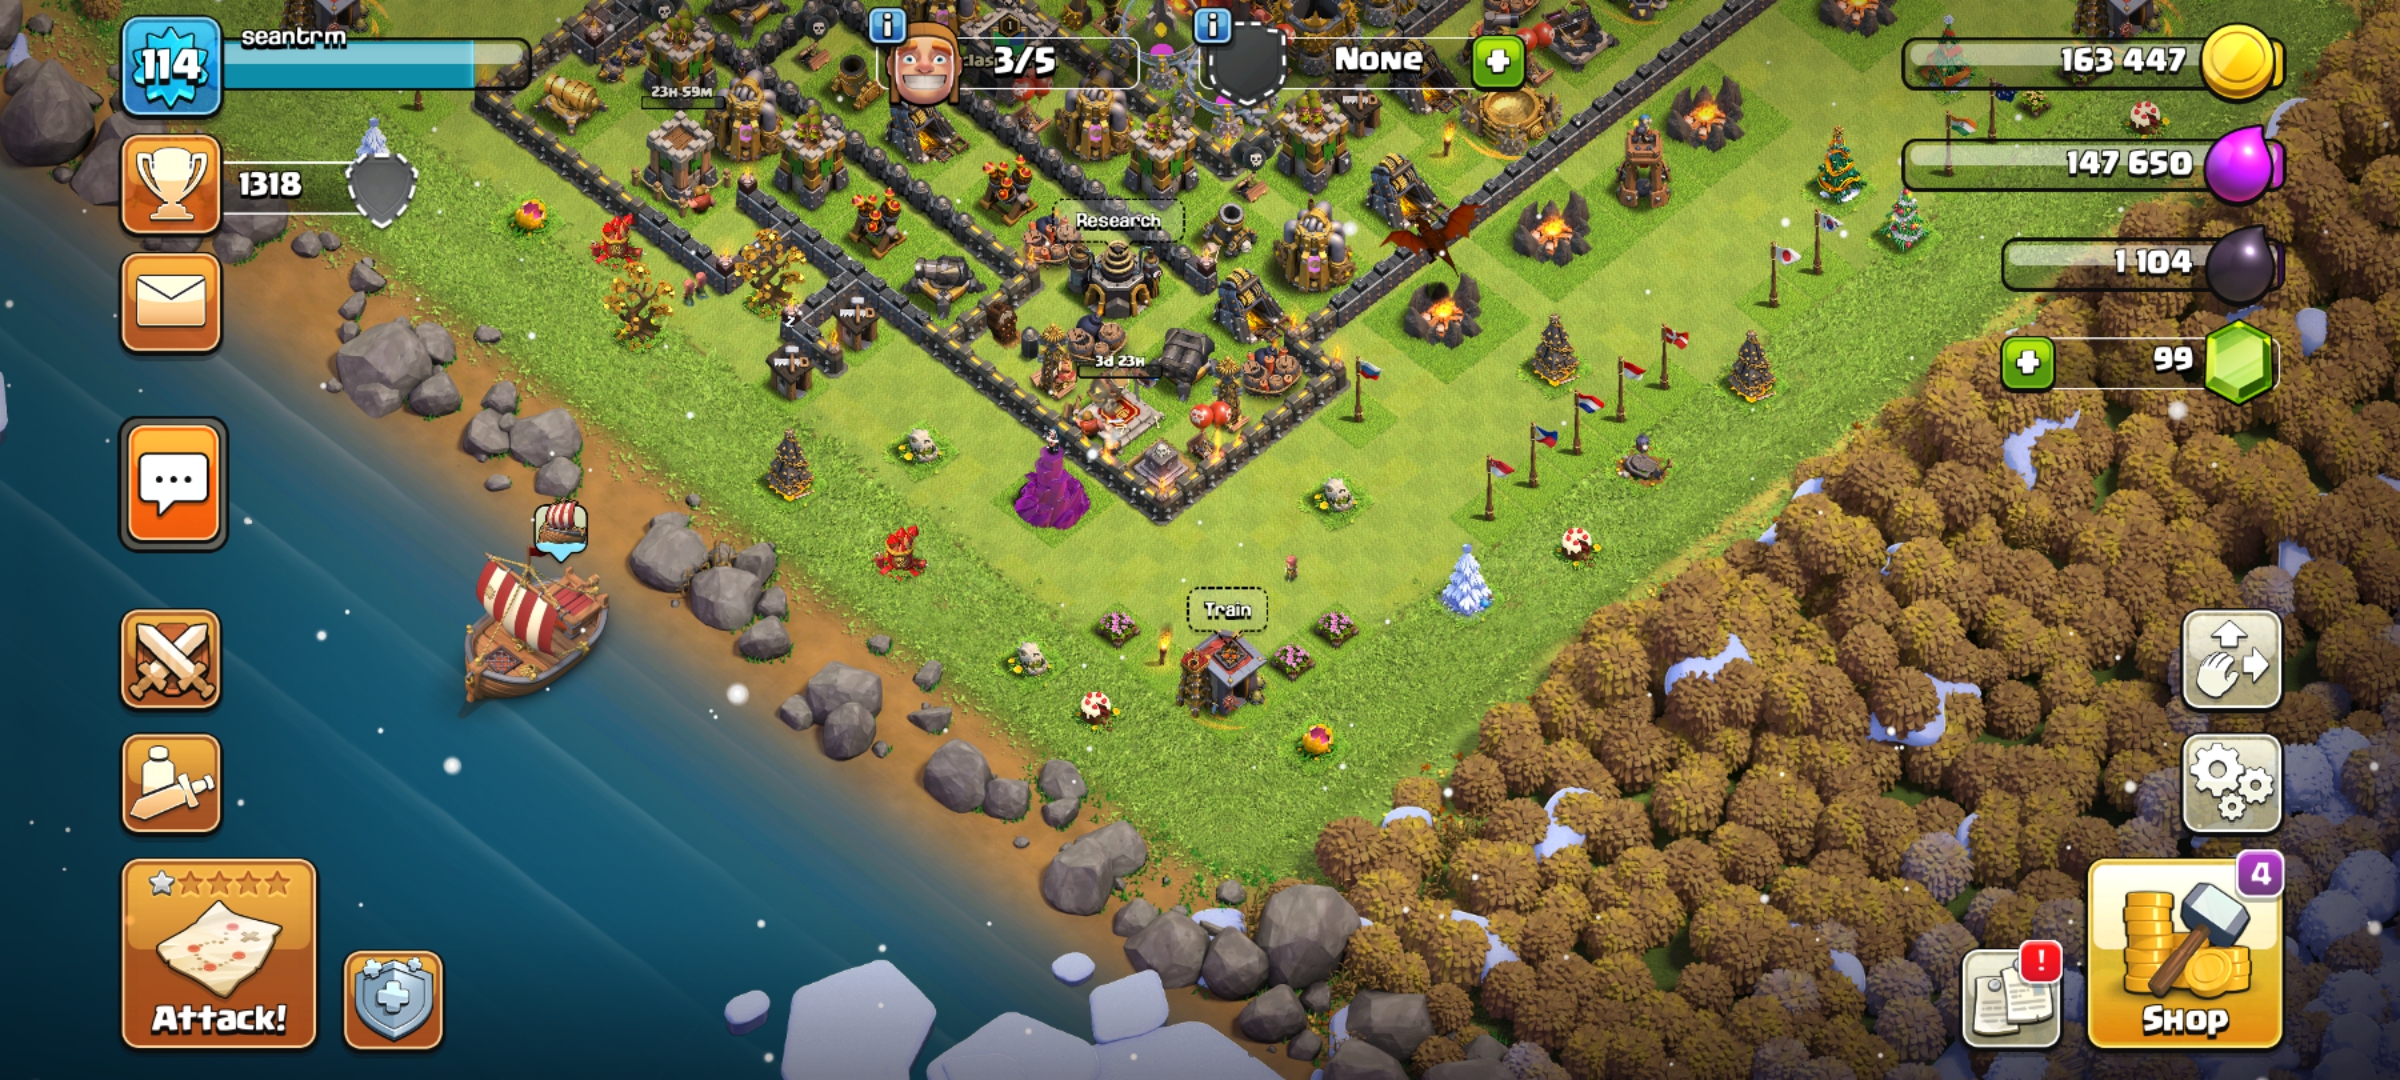 114
seantrm
3/5
None
163 447
23H 59M
1318
147 650
Research
1 104
99
3d 23H
Train
4
Attack!
Shop